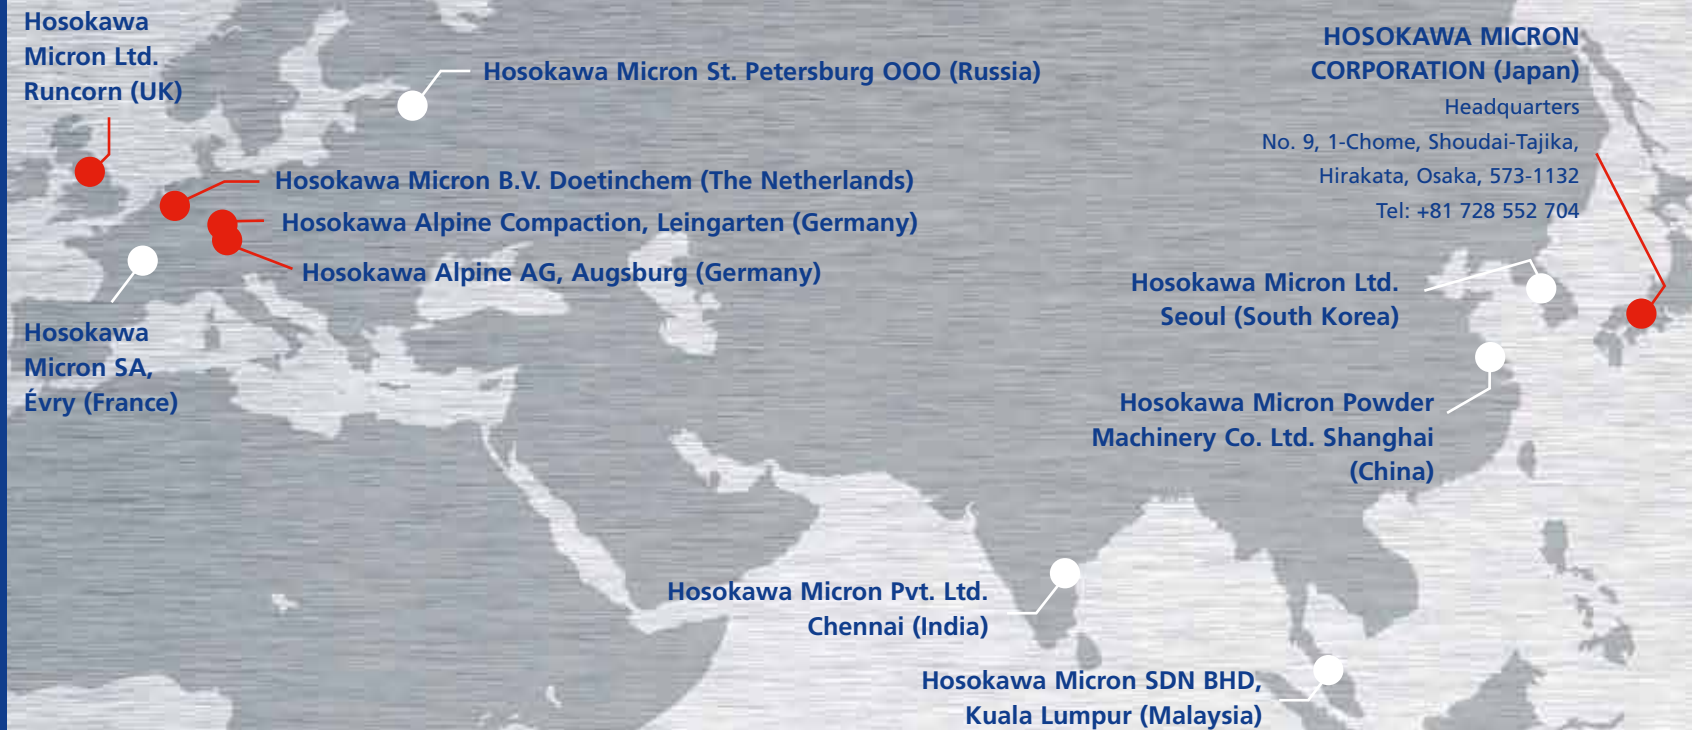 Hosokawa
Micron Ltd.
Runcorn (UK)
Hosokawa Micron St. Petersburg OOO (Russia)
HOSOKAWA MICRON
CORPORATION (Japan)
Headquarters
No. 9, 1-Chome, Shoudai-Tajika,
Hirakata, Osaka, 573-1132
Tel: +81 728 552 704
Hosokawa Micron B.V. Doetinchem (The Netherlands)
Hosokawa Alpine Compaction, Leingarten (Germany)
Hosokawa Alpine AG, Augsburg (Germany)
Hosokawa
Micron SA,
Évry (France)
Hosokawa Micron Ltd.
Seoul (South Korea)
Hosokawa Micron Powder
Machinery Co. Ltd. Shanghai
(China)
Hosokawa Micron Pvt. Ltd.
Chennai (India)
Hosokawa Micron SDN BHD,
Kuala Lumpur (Malaysia)